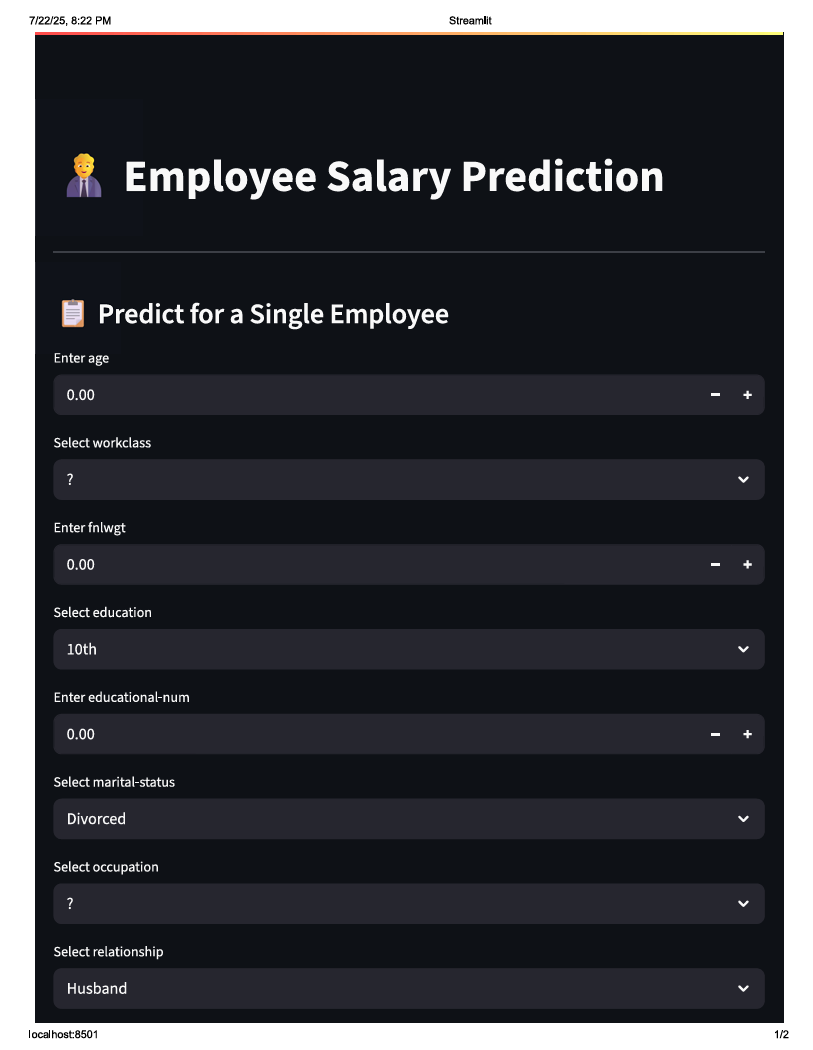 7/22/25, 8:22 PM Streamlit
Employee Salary Prediction
Predict for a Single Employee
Enter age
0.00
Select workclass
?
Enter fnlwgt
0.00
Select education
10th
Enter educational-num
0.00
Select marital-status
Divorced
Select occupation
?
Select relationship
Husband
localhost:8501 1/2